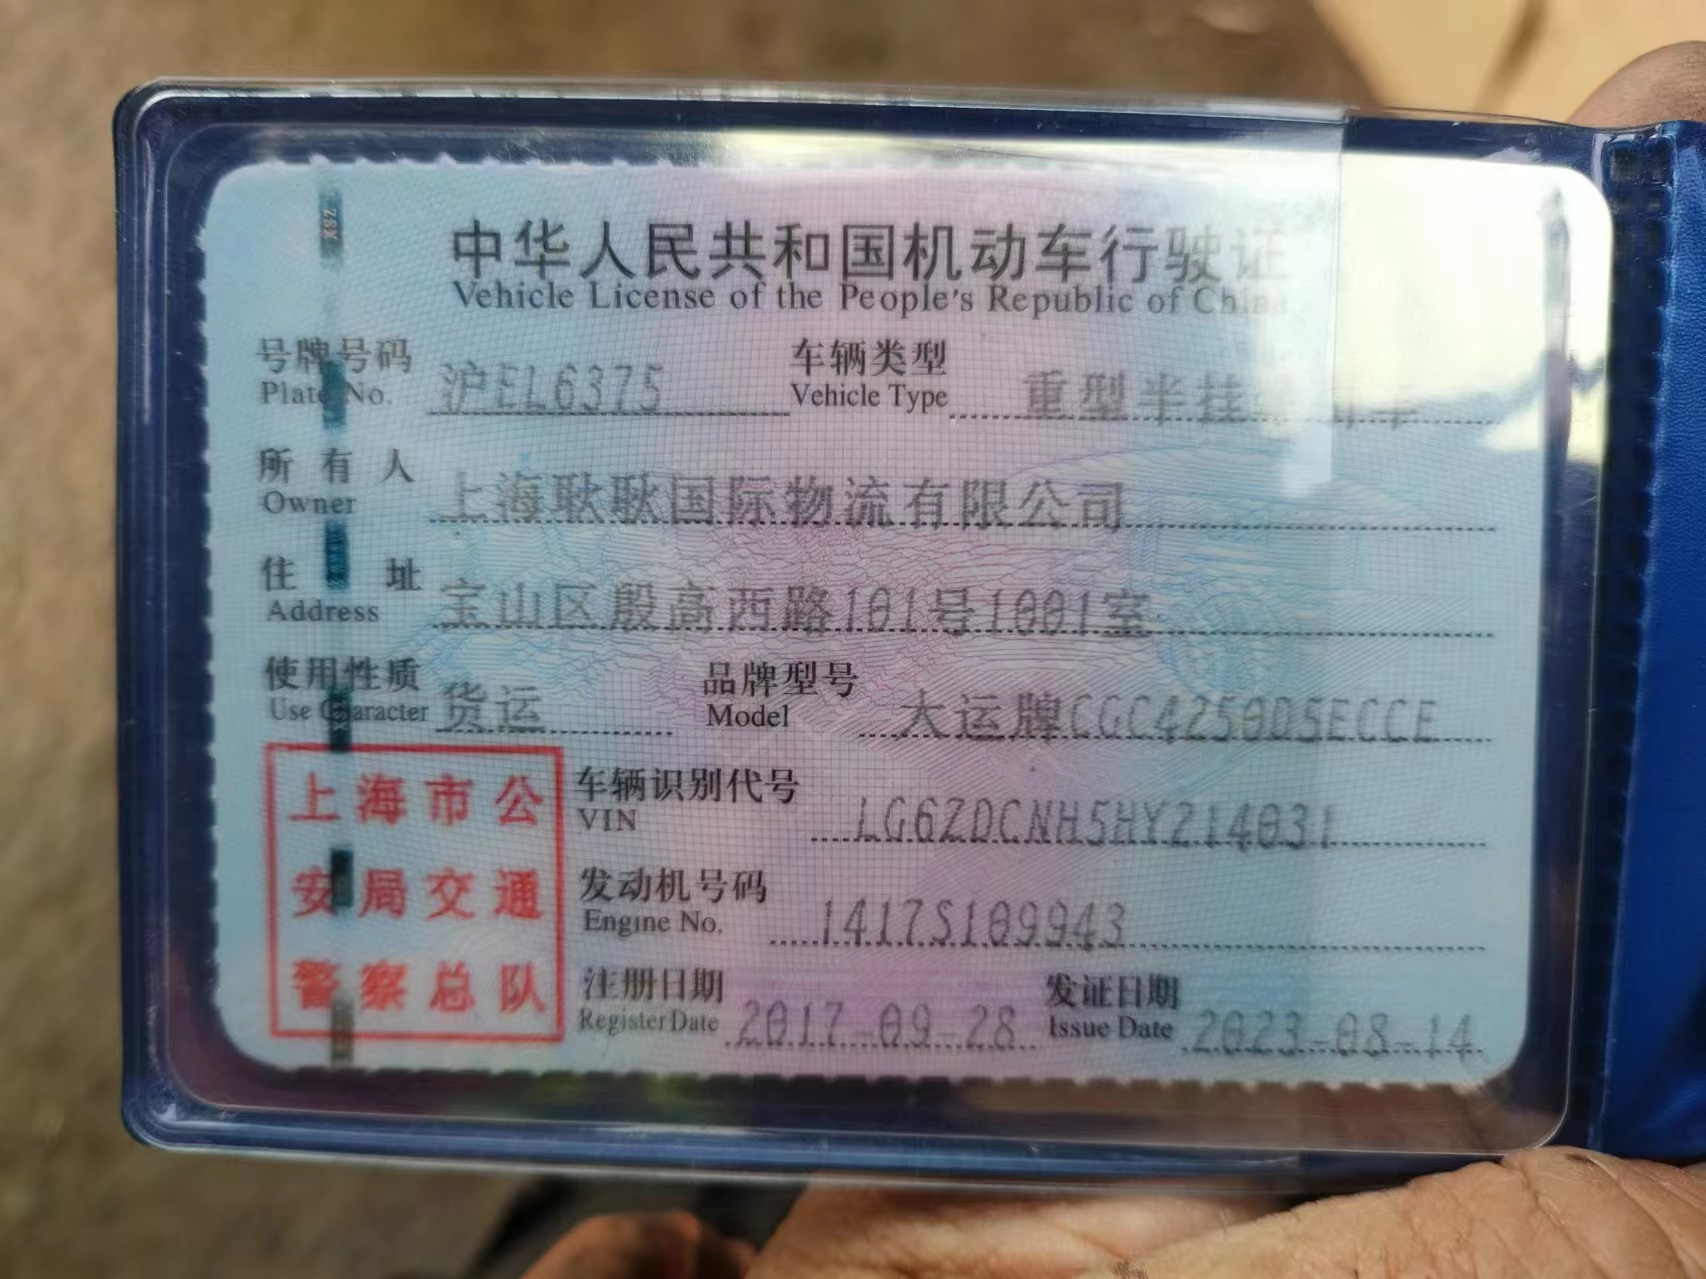 中华人民共和国机动车行驶证
Vehicle License of the People's Republic of China
号牌号码 沪EL6375 车辆类型 重型半挂牵引车
Plate No. Vehicle Type
所有人 上海耿耿国际物流有限公司
Owner
住址 宝山区殷高西路101号1001室
Address
使用性质 货运 品牌型号 大运牌CGC4250D5ECCE
Use Character Model
车辆识别代号 LG6ZDCNH5HY214031
VIN
发动机号码 1417S109943
Engine No.
注册日期 2017-09-28 发证日期 2023-08-14
Register Date Issue Date
上海市公
安局交通
警察总队